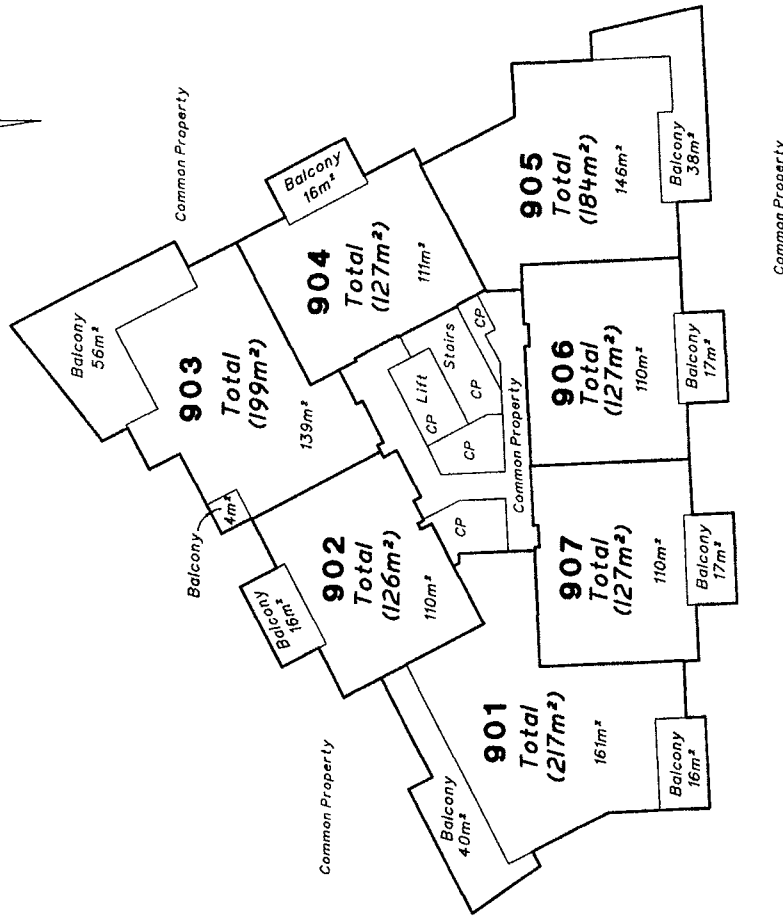 Common Property
Balcony
56m²
903
Total
(199m²)
139m²
Balcony
4m²
Balcony
16m²
904
Total
(127m²)
111m²
Balcony
16m²
902
Total
(126m²)
110m²
Common Property
Balcony
40m²
901
Total
(217m²)
161m²
Balcony
16m²
907
Total
(127m²)
110m²
Balcony
17m²
906
Total
(127m²)
110m²
Balcony
17m²
905
Total
(184m²)
146m²
Balcony
38m²
CP
Lift
Stairs
CP
CP
CP
CP
Common Property
Common Property